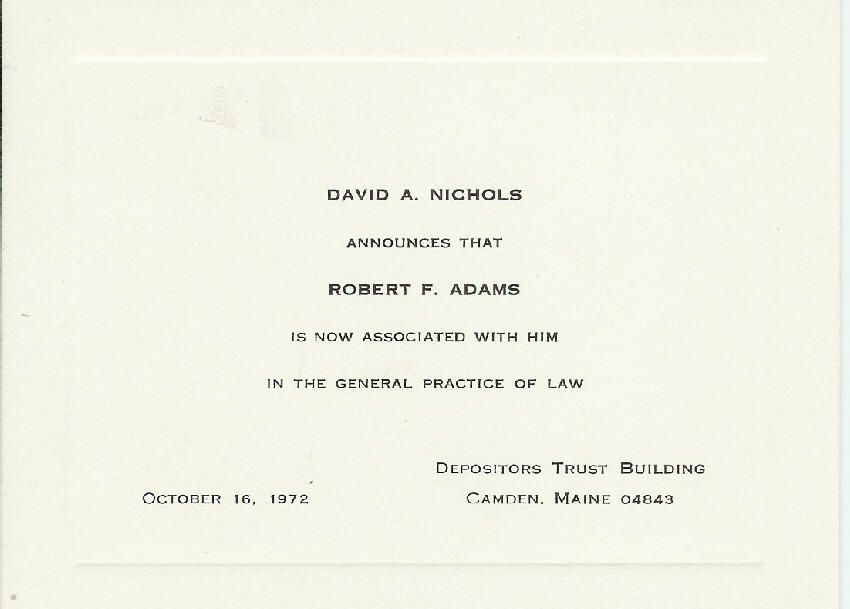 DAVID A. NICHOLS
ANNOUNCES THAT
ROBERT F. ADAMS
IS NOW ASSOCIATED WITH HIM
IN THE GENERAL PRACTICE OF LAW
DEPOSITORS TRUST BUILDING
OCTOBER 16, 1972 CAMDEN, MAINE 04843